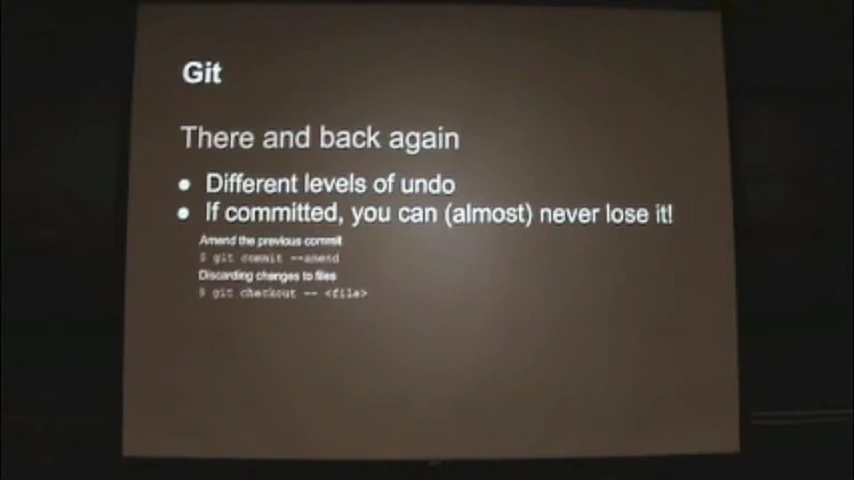 Git
There and back again
● Different levels of undo
● If committed, you can (almost) never lose it!
Amend the previous commit
$ git commit --amend
Discarding changes to files
$ git checkout -- <file>